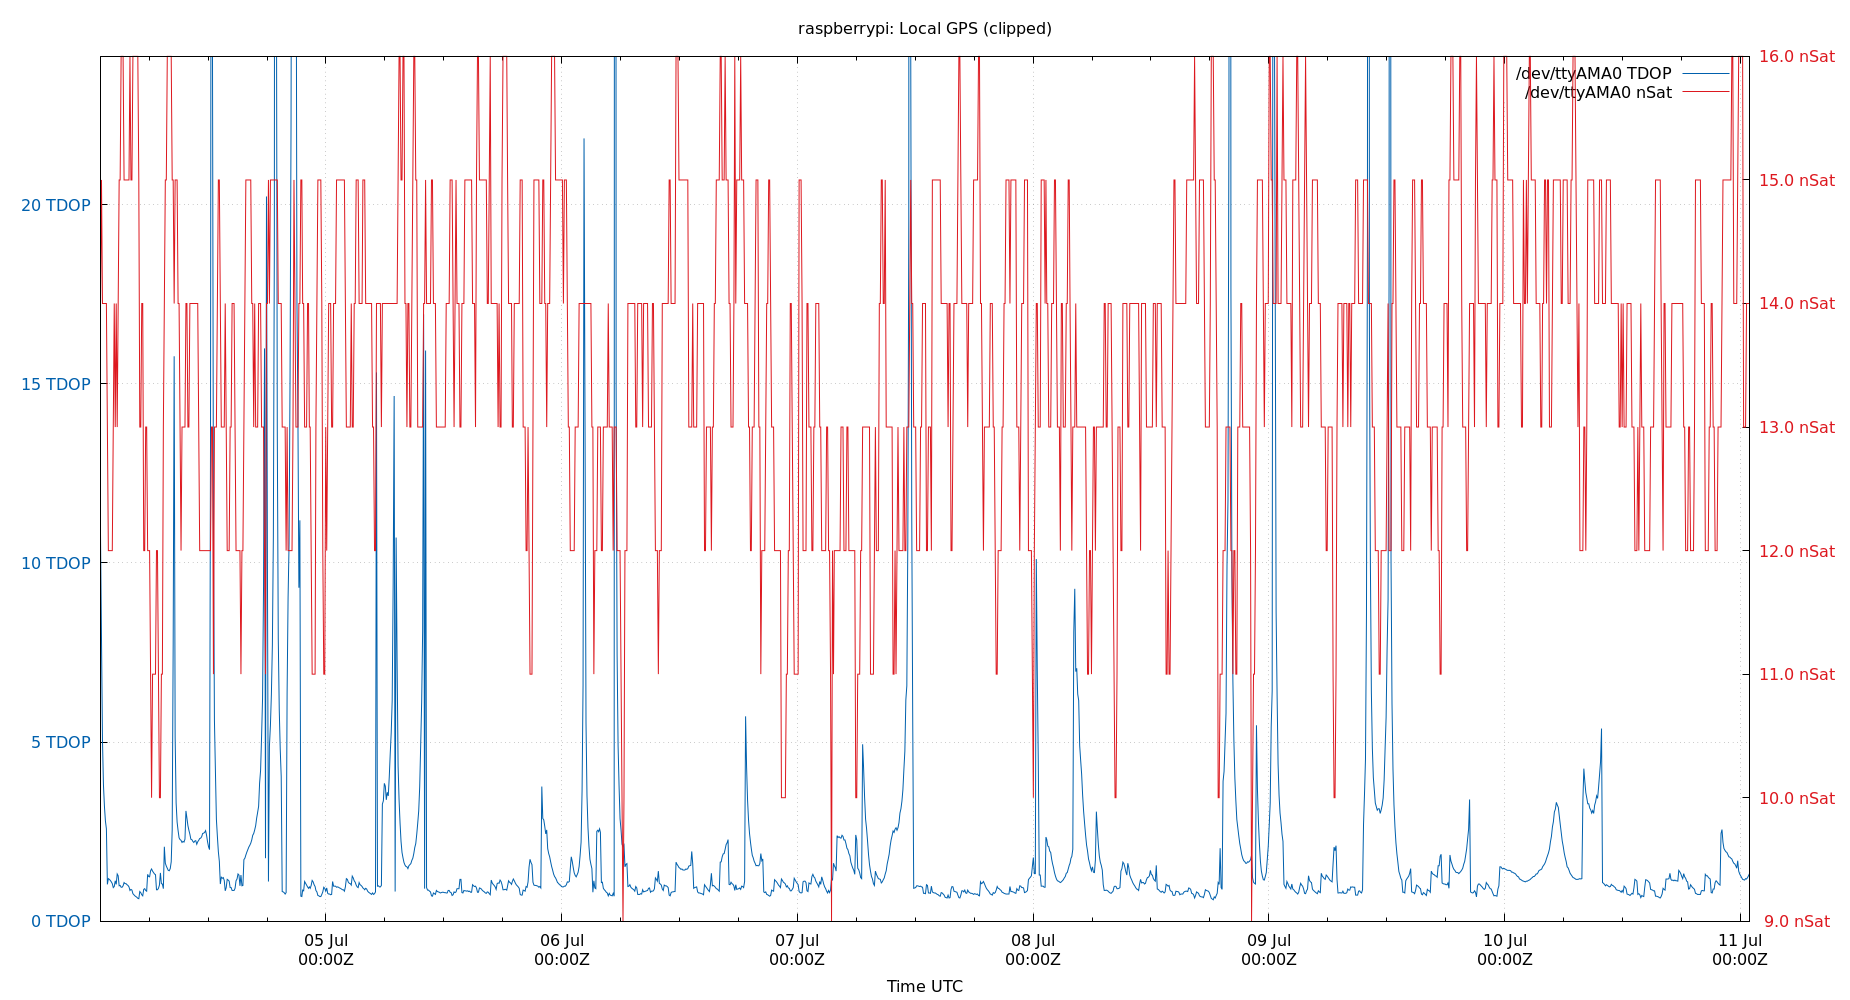 raspberrypi: Local GPS (clipped)
16.0 nSat
/dev/ttyAMA0 TDOP
/dev/ttyAMA0 nSat
15.0 nSat
20 TDOP
14.0 nSat
15 TDOP
13.0 nSat
12.0 nSat
10 TDOP
11.0 nSat
5 TDOP
10.0 nSat
0 TDOP
9.0 nSat
05 Jul
00:00Z
06 Jul
00:00Z
07 Jul
00:00Z
08 Jul
00:00Z
09 Jul
00:00Z
10 Jul
00:00Z
11 Jul
00:00Z
Time UTC